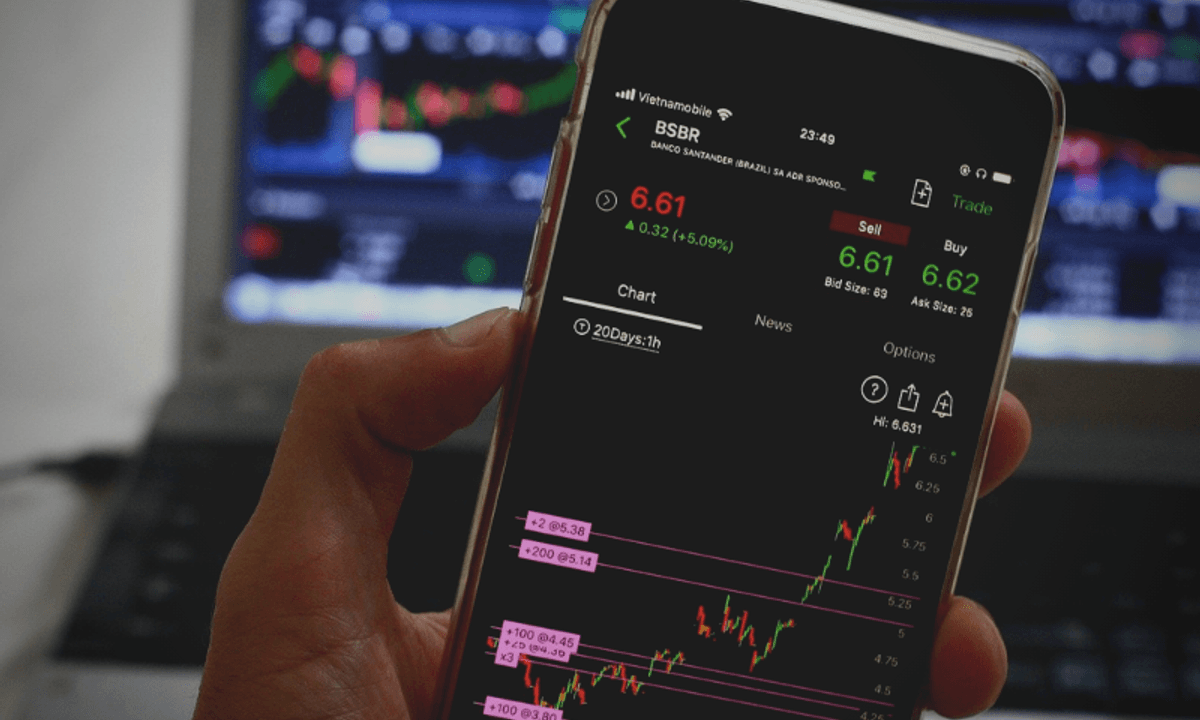 Vietnamobile
23:49
BSBR
BANCO SANTANDER (BRAZIL) SA ADR SPONSO...
Trade
6.61
0.32 (+5.09%)
Sell
6.61
Bid Size: 63
Buy
6.62
Ask Size: 25
Chart
News
Options
T 20Days:1h
?
Hi: 6.631
6.5
6.25
6
5.75
5.5
5.25
5
4.75
4.5
4.25
+2 @5.38
+200 @5.14
+100 @4.45
x3
+100 @3.80